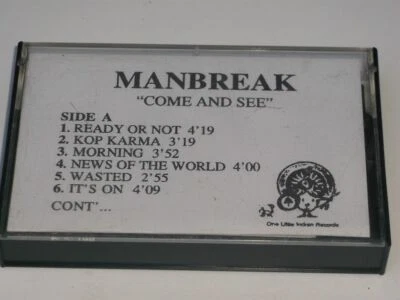 MANBREAK
"COME AND SEE"
SIDE A
1. READY OR NOT 4'19
2. KOP KARMA 3'19
3. MORNING 3'52
4. NEWS OF THE WORLD 4'00
5. WASTED 2'55
6. IT'S ON 4'09
CONT'...
One Little Indian Records